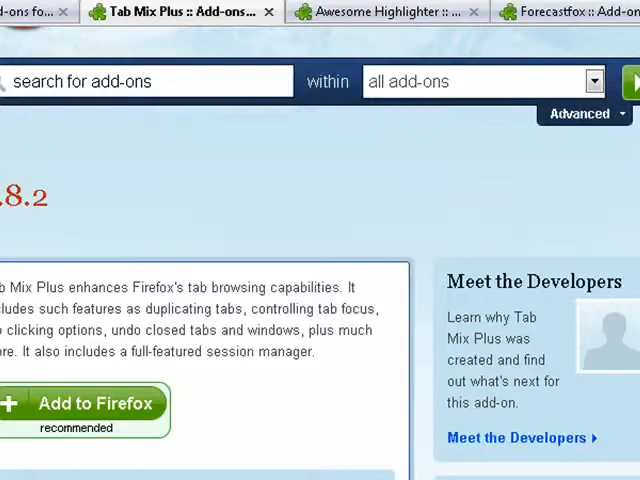 d-ons fo...
Tab Mix Plus :: Add-ons...
Awesome Highlighter :: ...
Forecastfox :: Add-on
search for add-ons
within
all add-ons
Advanced
.8.2
b Mix Plus enhances Firefox's tab browsing capabilities. It
cludes such features as duplicating tabs, controlling tab focus,
b clicking options, undo closed tabs and windows, plus much
ore. It also includes a full-featured session manager.
Add to Firefox
recommended
Meet the Developers
Learn why Tab
Mix Plus was
created and find
out what's next for
this add-on.
Meet the Developers